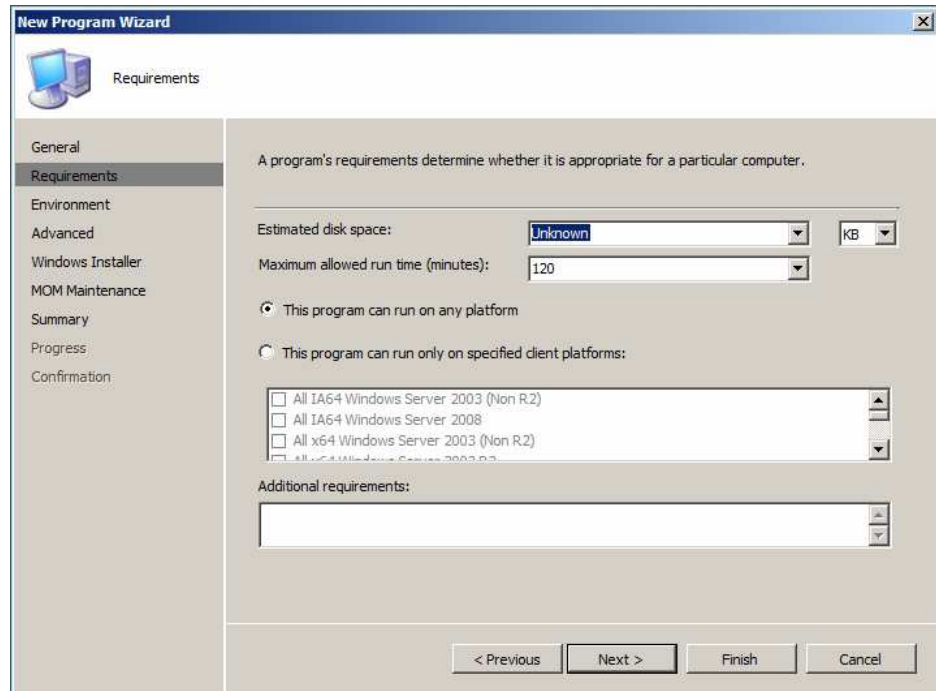 New Program Wizard
Requirements
General
Requirements
Environment
Advanced
Windows Installer
MOM Maintenance
Summary
Progress
Confirmation
A program's requirements determine whether it is appropriate for a particular computer.
Estimated disk space: Unknown KB
Maximum allowed run time (minutes): 120
This program can run on any platform
This program can run only on specified client platforms:
All IA64 Windows Server 2003 (Non R2)
All IA64 Windows Server 2008
All x64 Windows Server 2003 (Non R2)
Additional requirements:
< Previous Next > Finish Cancel